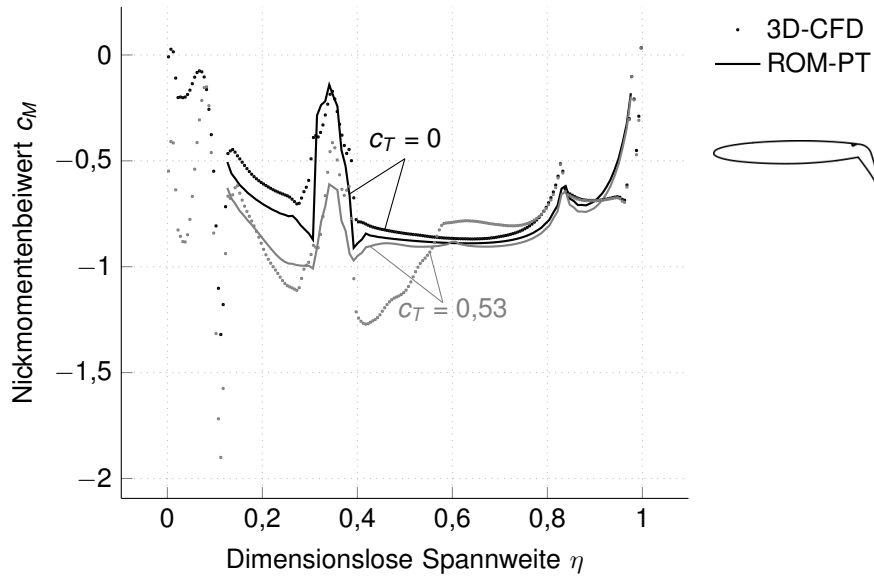 3D-CFD
ROM-PT
Nickmomentenbeiwert c_M
0
−0,5
−1
−1,5
−2
c_T = 0
c_T = 0,53
0
0,2
0,4
0,6
0,8
1
Dimensionslose Spannweite η